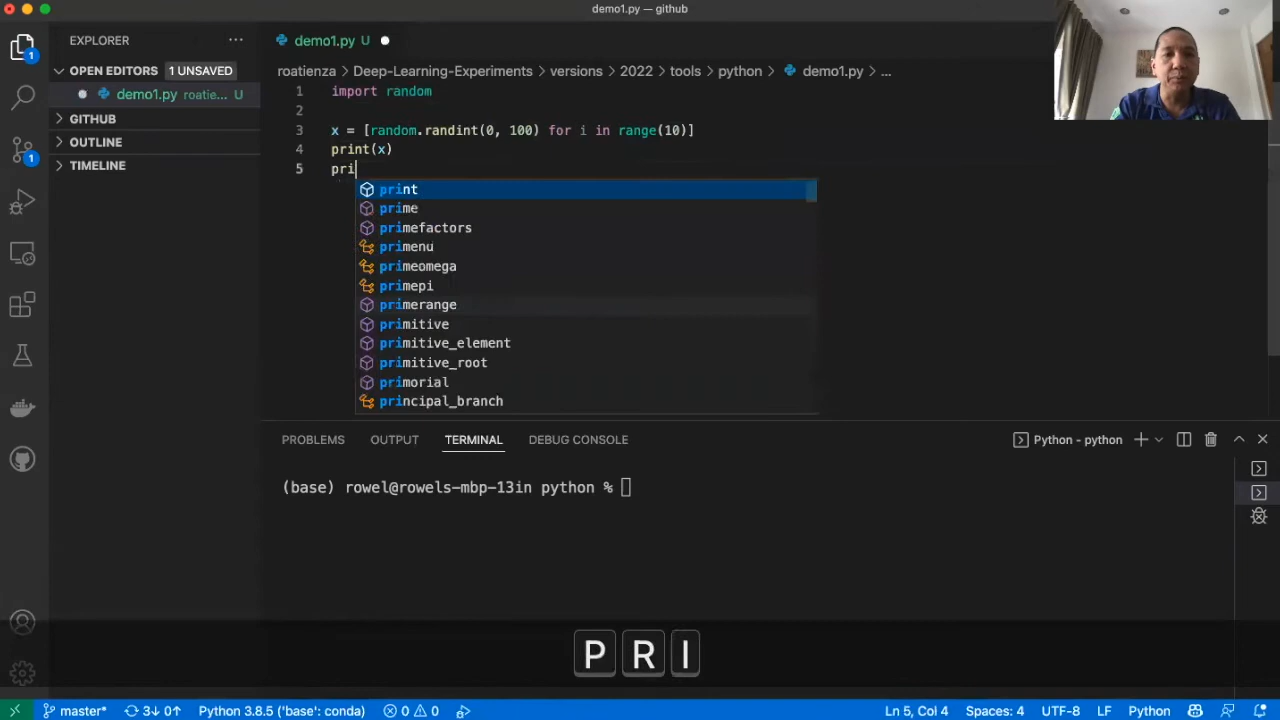 demo1.py — github
EXPLORER
OPEN EDITORS 1 UNSAVED
demo1.py roatie... U
GITHUB
OUTLINE
TIMELINE
1
1
demo1.py U
roatienza > Deep-Learning-Experiments > versions > 2022 > tools > python > demo1.py > ...
1 import random
2
3 x = [random.randint(0, 100) for i in range(10)]
4 print(x)
5 pri
print
prime
primefactors
primenu
primeomega
primepi
primerange
primitive
primitive_element
primitive_root
primorial
principal_branch
PROBLEMS OUTPUT TERMINAL DEBUG CONSOLE
Python - python
(base) rowel@rowels-mbp-13in python %
P R I
master* 3↓ 0↑ Python 3.8.5 ('base': conda) 0 0 Ln 5, Col 4 Spaces: 4 UTF-8 LF Python